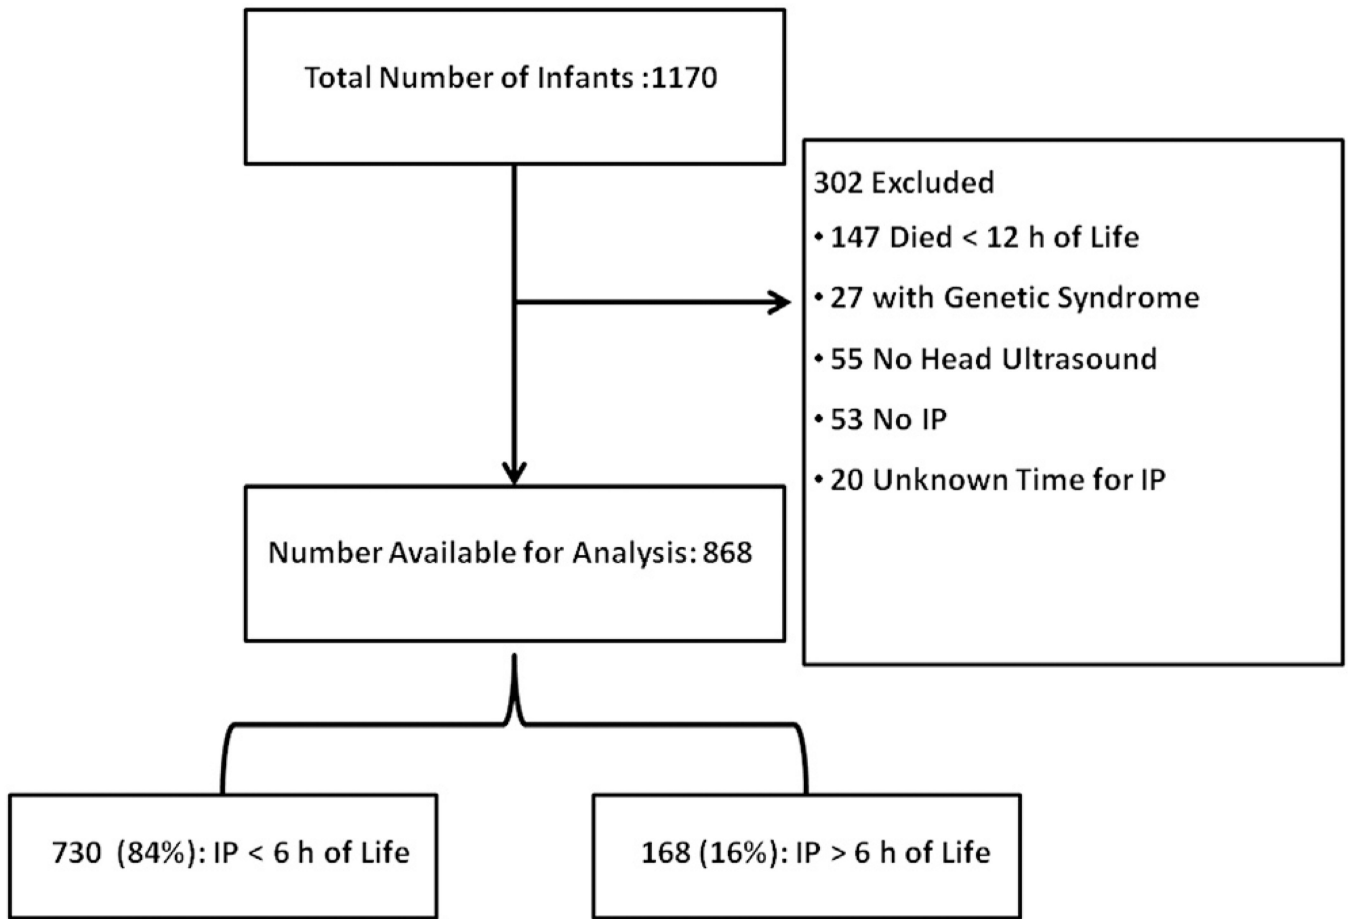 Total Number of Infants :1170
302 Excluded
• 147 Died < 12 h of Life
• 27 with Genetic Syndrome
• 55 No Head Ultrasound
• 53 No IP
• 20 Unknown Time for IP
Number Available for Analysis: 868
730 (84%): IP < 6 h of Life
168 (16%): IP > 6 h of Life